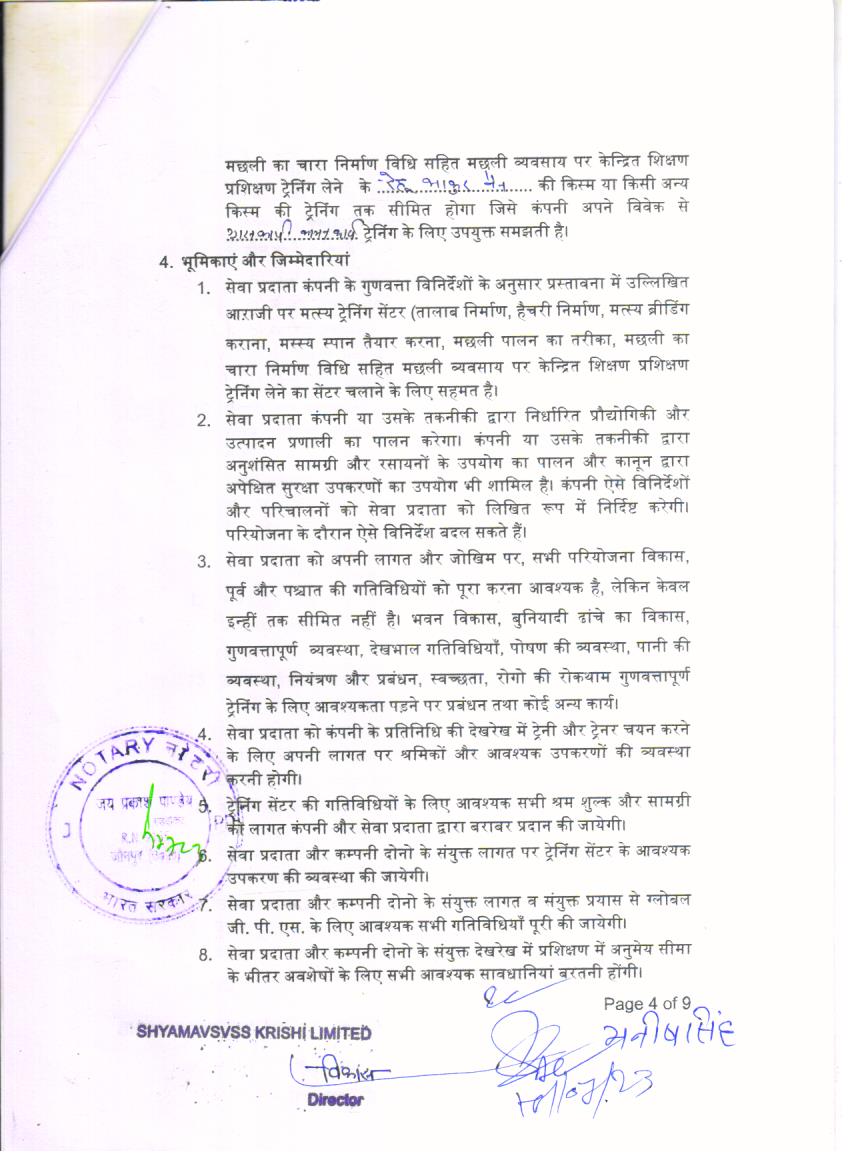 मछली का चारा निर्माण विधि सहित मछली व्यवसाय पर केन्द्रित शिक्षण
प्रशिक्षण ट्रेनिंग लेने के ...रेहू भाकुर नैन...... की किस्म या किसी अन्य
किस्म की ट्रेनिंग तक सीमित होगा जिसे कंपनी अपने विवेक से
ट्रेनिंग के लिए उपयुक्त समझती है।
4. भूमिकाएं और जिम्मेदारियां
1. सेवा प्रदाता कंपनी के गुणवत्ता विनिर्देशों के अनुसार प्रस्तावना में उल्लिखित
आऱाजी पर मत्स्य ट्रेनिंग सेंटर (तालाब निर्माण, हैचरी निर्माण, मत्स्य ब्रीडिंग
कराना, मस्स्य स्पान तैयार करना, मछली पालन का तरीका, मछली का
चारा निर्माण विधि सहित मछली व्यवसाय पर केन्द्रित शिक्षण प्रशिक्षण
ट्रेनिंग लेने का सेंटर चलाने के लिए सहमत है।
2. सेवा प्रदाता कंपनी या उसके तकनीकी द्वारा निर्धारित प्रौद्योगिकी और
उत्पादन प्रणाली का पालन करेगा। कंपनी या उसके तकनीकी द्वारा
अनुशंसित सामग्री और रसायनों के उपयोग का पालन और कानून द्वारा
अपेक्षित सुरक्षा उपकरणों का उपयोग भी शामिल है। कंपनी ऐसे विनिर्देशों
और परिचालनों को सेवा प्रदाता को लिखित रूप में निर्दिष्ट करेगी।
परियोजना के दौरान ऐसे विनिर्देश बदल सकते हैं।
3. सेवा प्रदाता को अपनी लागत और जोखिम पर, सभी परियोजना विकास,
पूर्व और पश्चात की गतिविधियों को पूरा करना आवश्यक है, लेकिन केवल
इन्हीं तक सीमित नहीं है। भवन विकास, बुनियादी ढांचे का विकास,
गुणवत्तापूर्ण व्यवस्था, देखभाल गतिविधियाँ, पोषण की व्यवस्था, पानी की
व्यवस्था, नियंत्रण और प्रबंधन, स्वच्छता, रोगो की रोकथाम गुणवत्तापूर्ण
ट्रेनिंग के लिए आवश्यकता पड़ने पर प्रबंधन तथा कोई अन्य कार्य।
4. सेवा प्रदाता को कंपनी के प्रतिनिधि की देखरेख में ट्रेनी और ट्रेनर चयन करने
के लिए अपनी लागत पर श्रमिकों और आवश्यक उपकरणों की व्यवस्था
करनी होगी।
5. ट्रेनिंग सेंटर की गतिविधियों के लिए आवश्यक सभी श्रम शुल्क और सामग्री
की लागत कंपनी और सेवा प्रदाता द्वारा बराबर प्रदान की जायेगी।
6. सेवा प्रदाता और कम्पनी दोनो के संयुक्त लागत पर ट्रेनिंग सेंटर के आवश्यक
उपकरण की व्यवस्था की जायेगी।
7. सेवा प्रदाता और कम्पनी दोनो के संयुक्त लागत व संयुक्त प्रयास से ग्लोबल
जी. पी. एस. के लिए आवश्यक सभी गतिविधियाँ पूरी की जायेगी।
8. सेवा प्रदाता और कम्पनी दोनो के संयुक्त देखरेख में प्रशिक्षण में अनुमेय सीमा
के भीतर अवशेषों के लिए सभी आवश्यक सावधानियां बरतनी होंगी।
NOTARY नोटरी
जय प्रकाश पाण्डेय
भारत सरकार
Page 4 of 9
SHYAMAVSVSS KRISHI LIMITED
मनीषा सिंह
विकास
Director